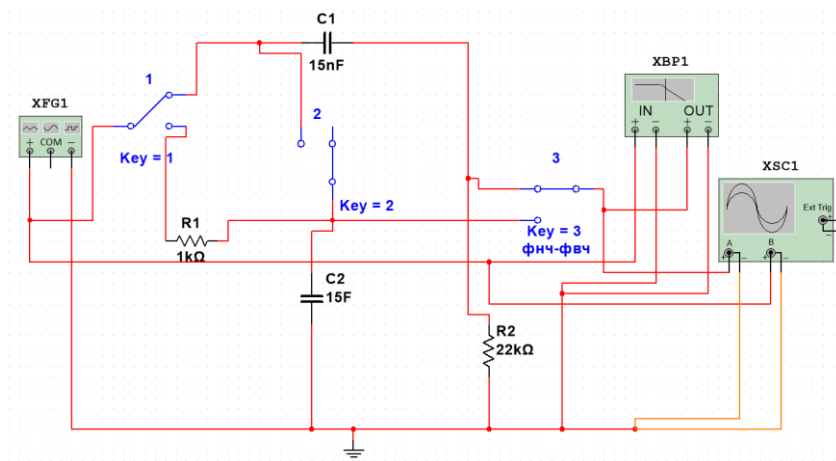 C1
15nF
XBP1
IN OUT
+ − + −
1
2
XFG1
+ COM −
Key = 1
3
XSC1
Ext Trig
+
−
Key = 2
R1
1kΩ
Key = 3
фнч-фвч
A B
+ − + −
C2
15F
R2
22kΩ